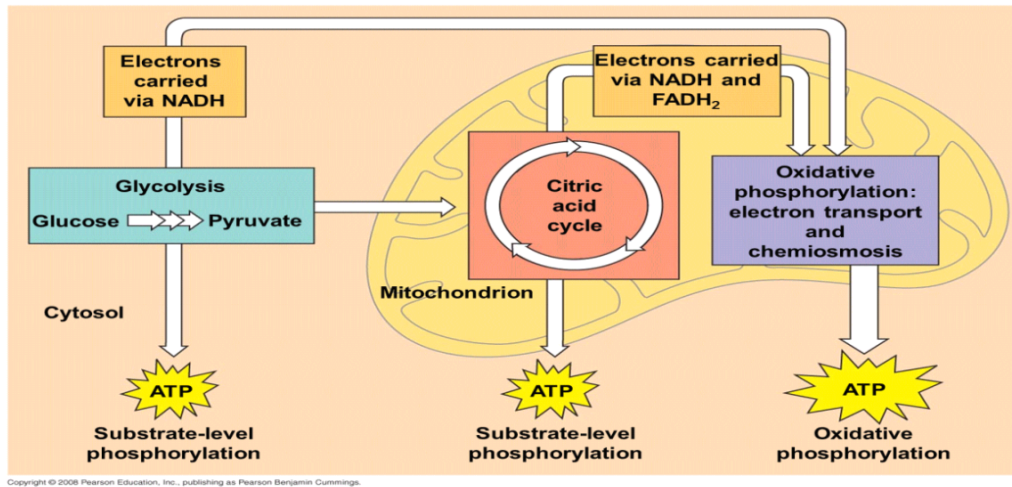 Electrons
carried
via NADH
Electrons carried
via NADH and
FADH₂
Glycolysis
Glucose Pyruvate
Citric
acid
cycle
Oxidative
phosphorylation:
electron transport
and
chemiosmosis
Mitochondrion
Cytosol
ATP
ATP
ATP
Substrate-level
phosphorylation
Substrate-level
phosphorylation
Oxidative
phosphorylation
Copyright © 2008 Pearson Education, Inc., publishing as Pearson Benjamin Cummings.